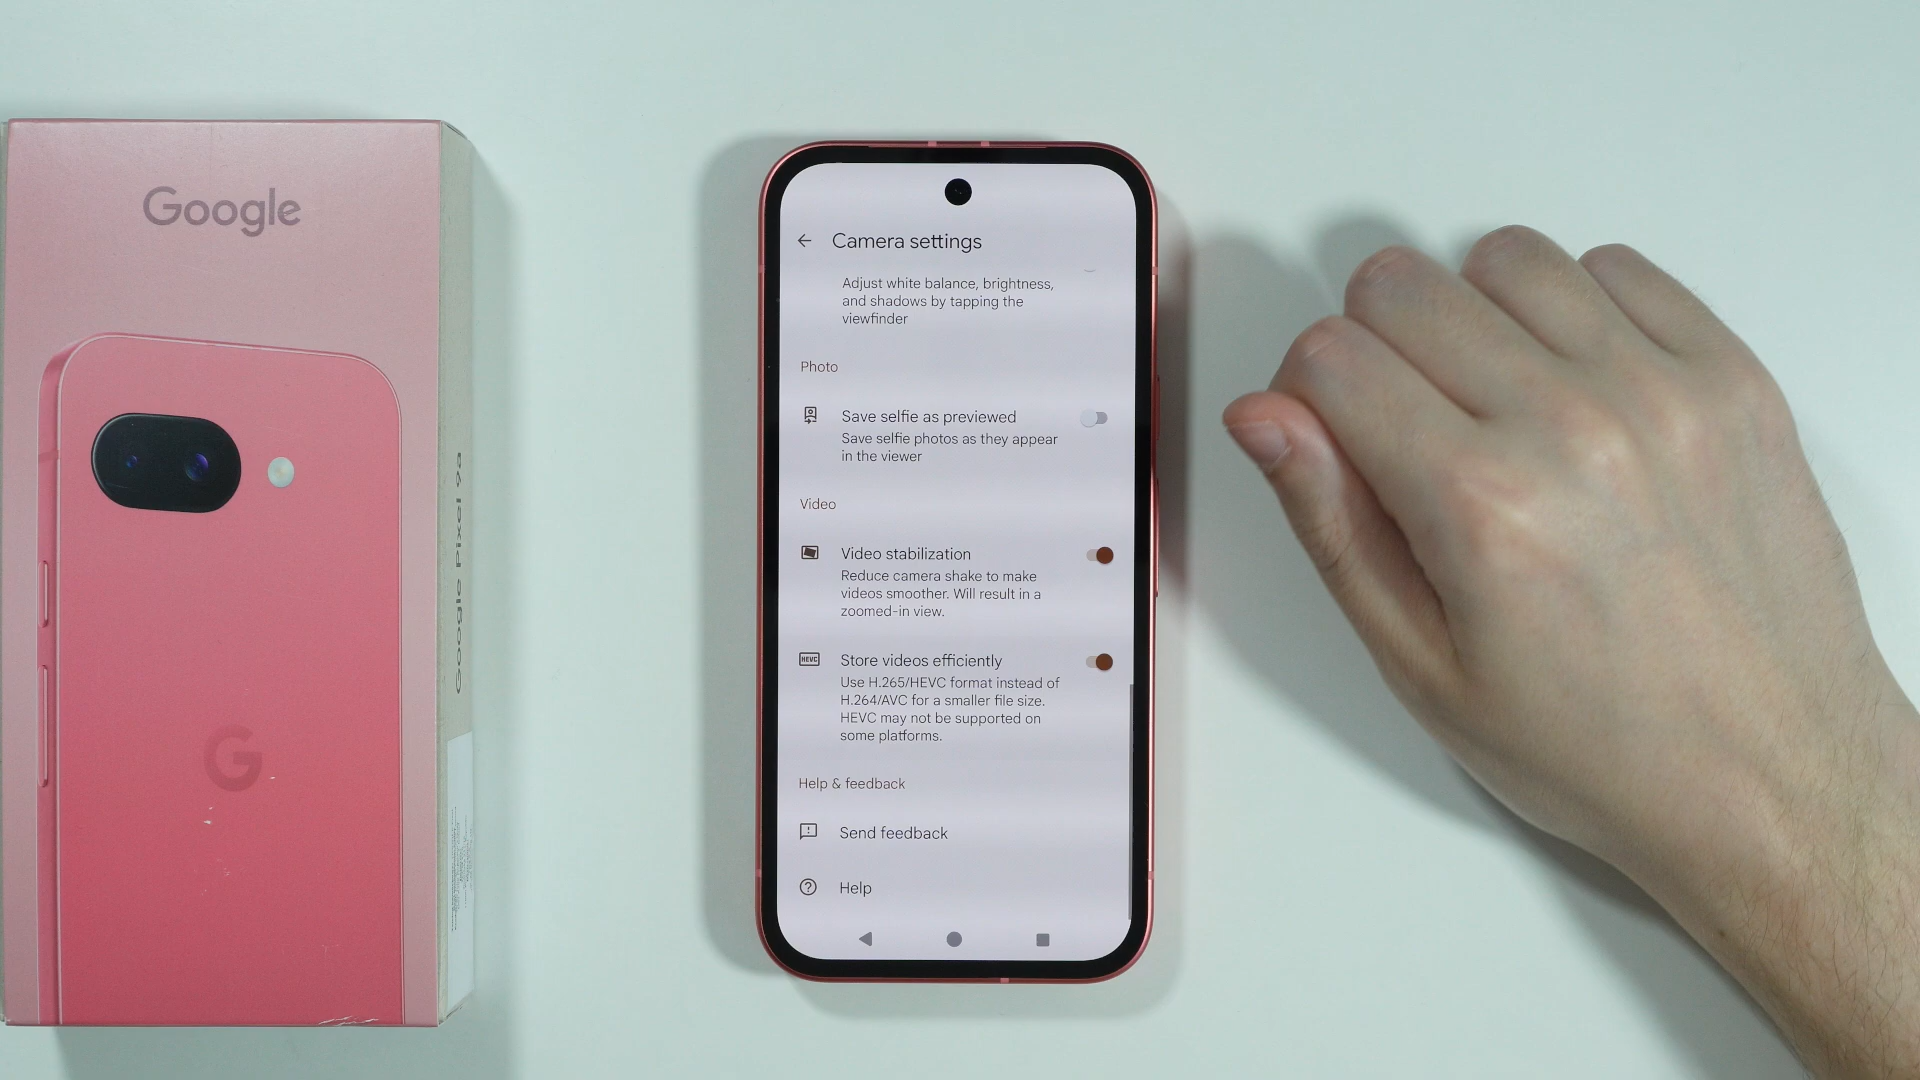 Google
Google Pixel 9a
Camera settings
Adjust white balance, brightness,
and shadows by tapping the
viewfinder
Photo
Save selfie as previewed
Save selfie photos as they appear
in the viewer
Video
Video stabilization
Reduce camera shake to make
videos smoother. Will result in a
zoomed-in view.
HEVC
Store videos efficiently
Use H.265/HEVC format instead of
H.264/AVC for a smaller file size.
HEVC may not be supported on
some platforms.
Help & feedback
Send feedback
Help